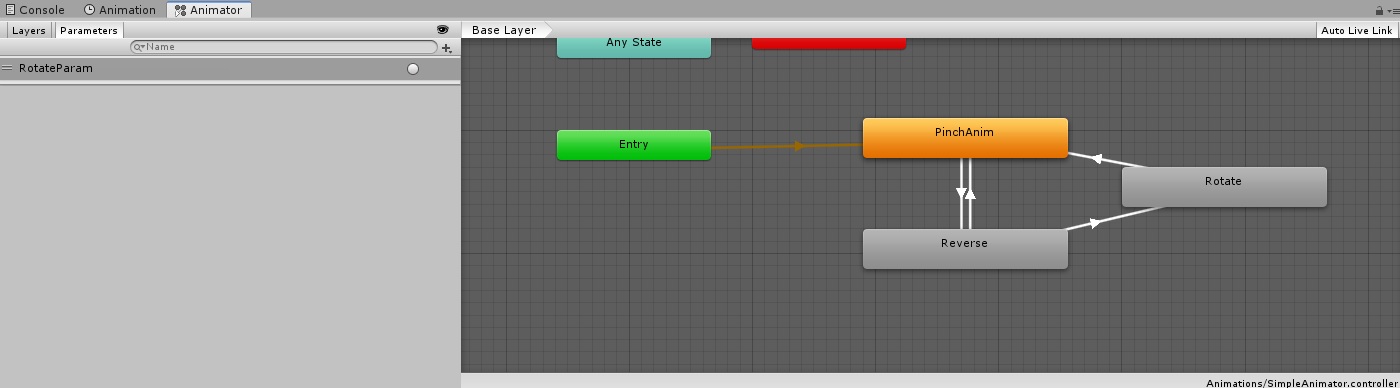 Console Animation Animator
Layers Parameters
Base Layer
Auto Live Link
Name
RotateParam
Any State
Entry
PinchAnim
Rotate
Reverse
Animations/SimpleAnimator.controller